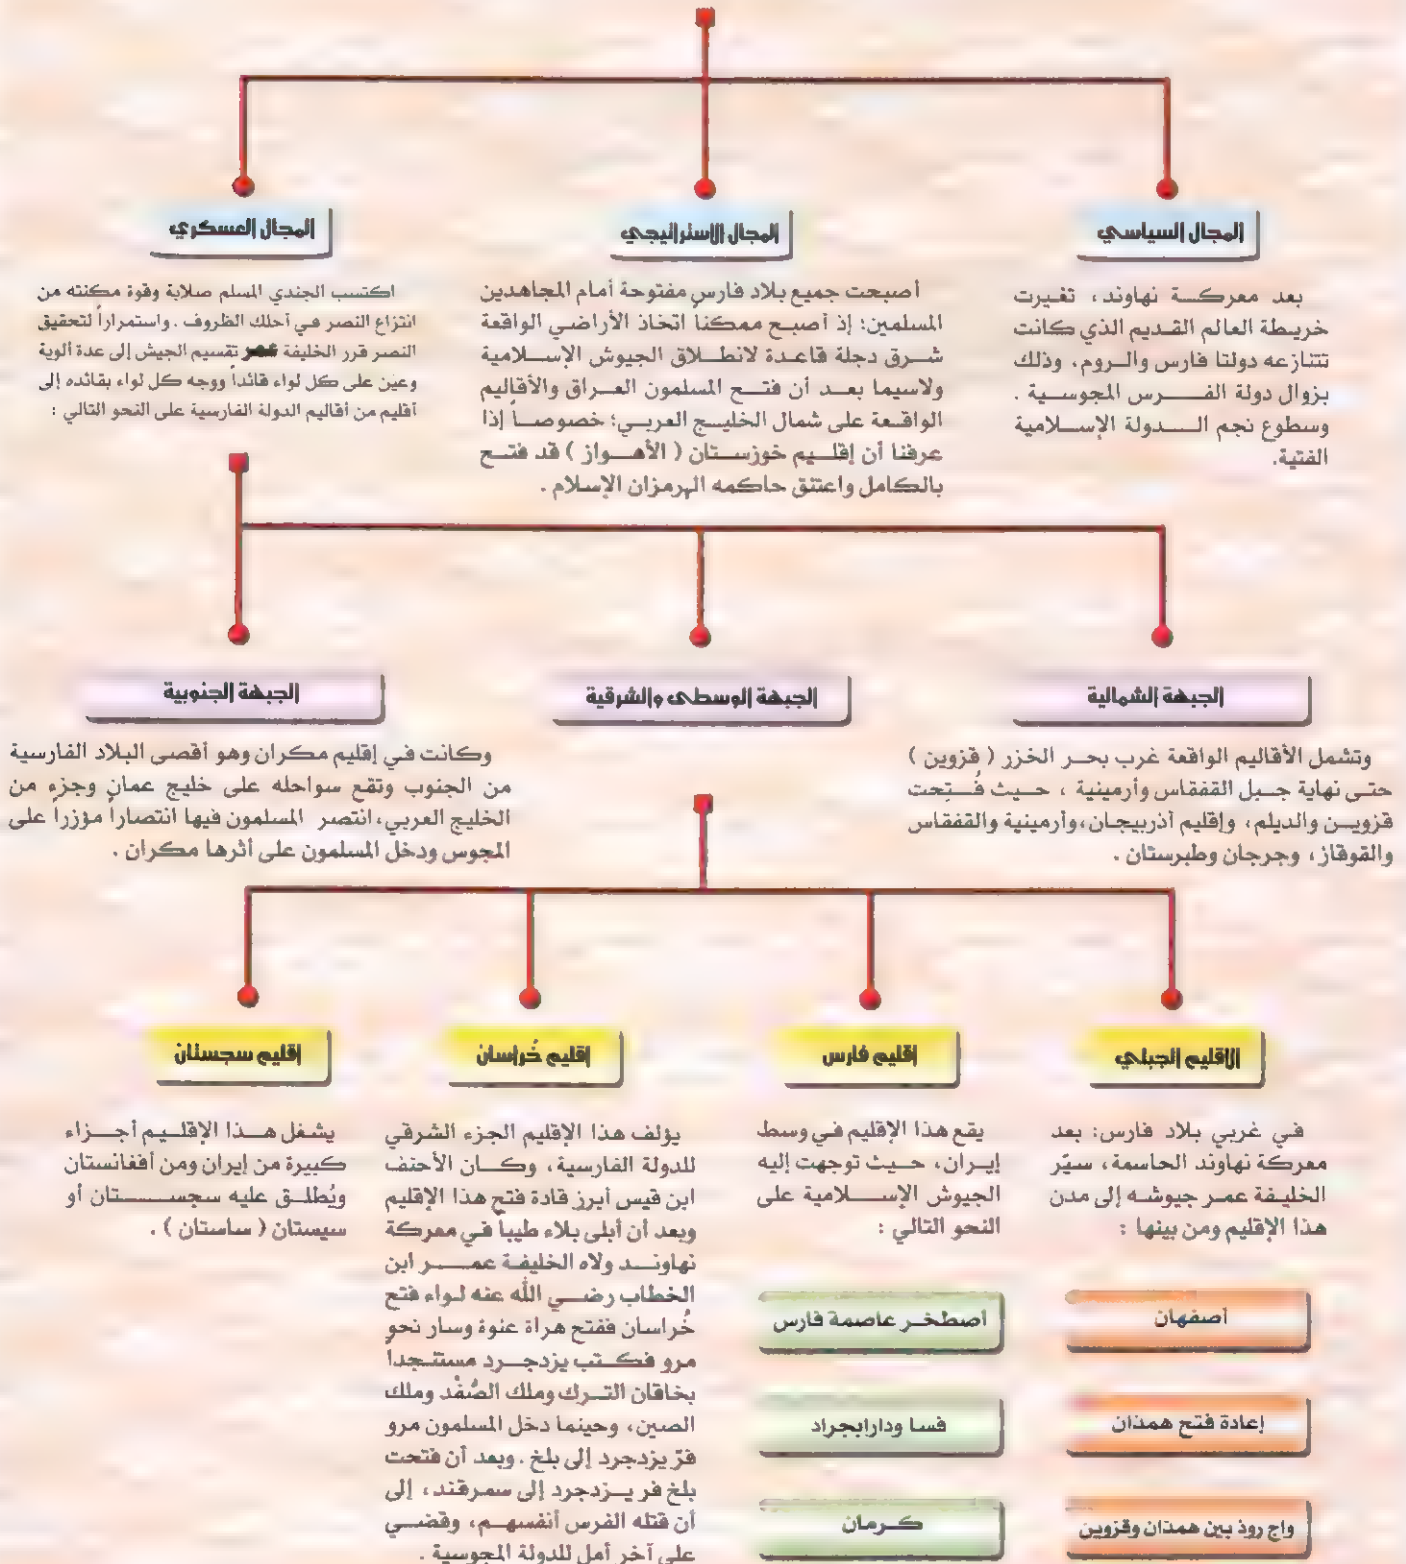 المجال السياسي
بعد معركة نهاوند، تغيرت
خريطة العالم القديم الذي كانت
تتنازعه دولتا فارس والروم، وذلك
بزوال دولة الفرس المجوسية .
وسطوع نجم الدولة الإسلامية
الفتية.
المجال الاستراتيجي
أصبحت جميع بلاد فارس مفتوحة أمام المجاهدين
المسلمين؛ إذ أصبح ممكناً اتخاذ الأراضي الواقعة
شرق دجلة قاعدة لانطلاق الجيوش الإسلامية
ولاسيما بعد أن فتح المسلمون العراق والأقاليم
الواقعة على شمال الخليج العربي؛ خصوصاً إذا
عرفنا أن إقليم خوزستان ( الأهواز ) قد فتح
بالكامل واعتنق حاكمه الهرمزان الإسلام .
المجال العسكري
اكتسب الجندي المسلم صلابة وقوة مكنته من
انتزاع النصر في أحلك الظروف . واستمراراً لتحقيق
النصر قرر الخليفة عمر تقسيم الجيش إلى عدة ألوية
وعين على كل لواء قائداً ووجه كل لواء بقائده إلى
أقليم من أقاليم الدولة الفارسية على النحو التالي :
الجبهة الشمالية
وتشمل الأقاليم الواقعة غرب بحر الخزر ( قزوين )
حتى نهاية جبل القفقاس وأرمينية ، حيث فُتِحت
قزوين والديلم، وإقليم أذربيجان،وأرمينية والقفقاس
والقوقاز، وجرجان وطبرستان .
الجبهة الوسطى والشرقية
الجبهة الجنوبية
وكانت في إقليم مكران وهو أقصى البلاد الفارسية
من الجنوب وتقع سواحله على خليج عمان وجزء من
الخليج العربي،انتصر المسلمون فيها انتصاراً مؤزراً على
المجوس ودخل المسلمون على أثرها مكران .
الاقليم الجبلي
في غربي بلاد فارس: بعد
معركة نهاوند الحاسمة، سيّر
الخليفة عمر جيوشه إلى مدن
هذا الإقليم ومن بينها :
أصفهان
إعادة فتح همذان
واج روذ بين همذان وقزوين
اقليم فارس
يقع هذا الإقليم في وسط
إيران، حيث توجهت إليه
الجيوش الإسلامية على
النحو التالي :
أصطخر عاصمة فارس
فسا ودارابجراد
كرمان
اقليم خُراسان
يؤلف هذا الإقليم الجزء الشرقي
للدولة الفارسية، وكان الأحنف
ابن قيس أبرز قادة فتح هذا الإقليم
وبعد أن أبلى بلاء طيباً في معركة
نهاوند ولاه الخليفة عمر ابن
الخطاب رضي الله عنه لواء فتح
خُراسان ففتح هراة عنوة وسار نحو
مرو فكتب يزدجرد مستنجداً
بخاقان الترك وملك الصُغْد وملك
الصين، وحينما دخل المسلمون مرو
فرّ يزدجرد إلى بلخ . وبعد أن فتحت
بلخ فر يزدجرد إلى سمرقند، إلى
أن قتله الفرس أنفسهم، وقضي
على آخر أمل للدولة المجوسية .
اقليم سجستان
يشغل هذا الإقليم أجزاء
كبيرة من إيران ومن أفغانستان
ويُطلق عليه سجستان أو
سيستان ( ساستان ) .